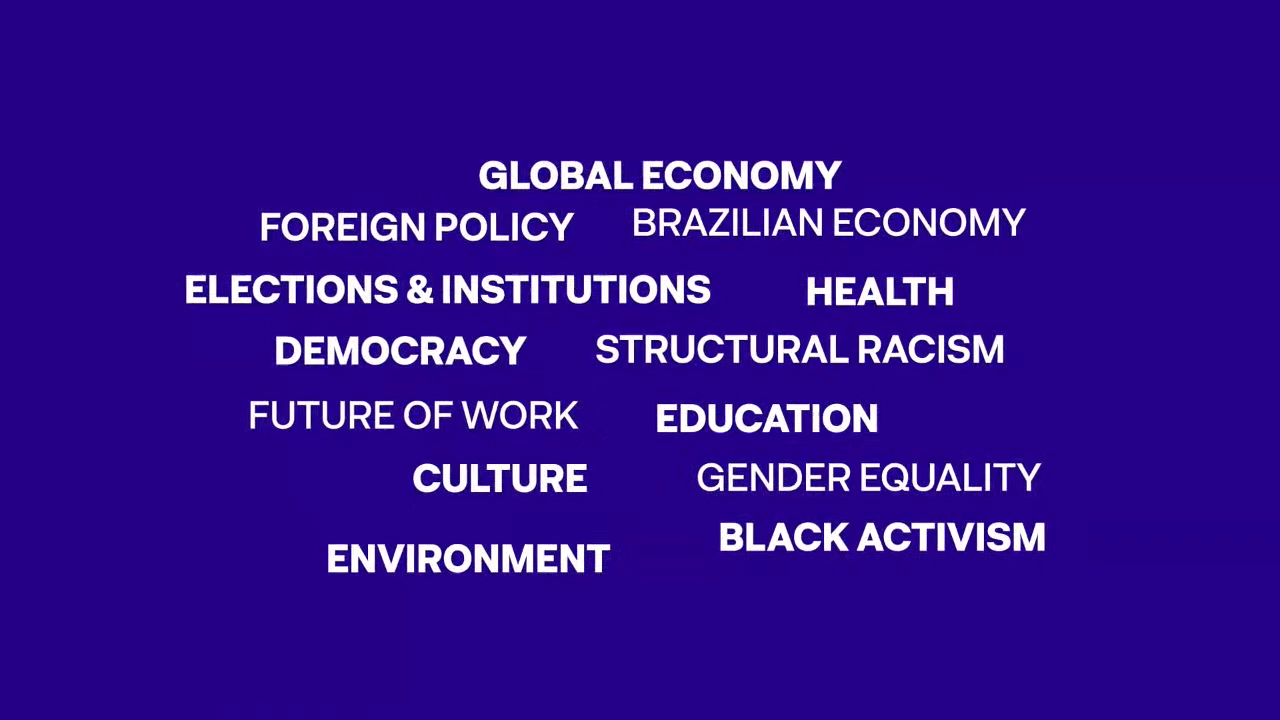 GLOBAL ECONOMY
FOREIGN POLICY BRAZILIAN ECONOMY
ELECTIONS & INSTITUTIONS HEALTH
DEMOCRACY STRUCTURAL RACISM
FUTURE OF WORK EDUCATION
CULTURE GENDER EQUALITY
BLACK ACTIVISM
ENVIRONMENT